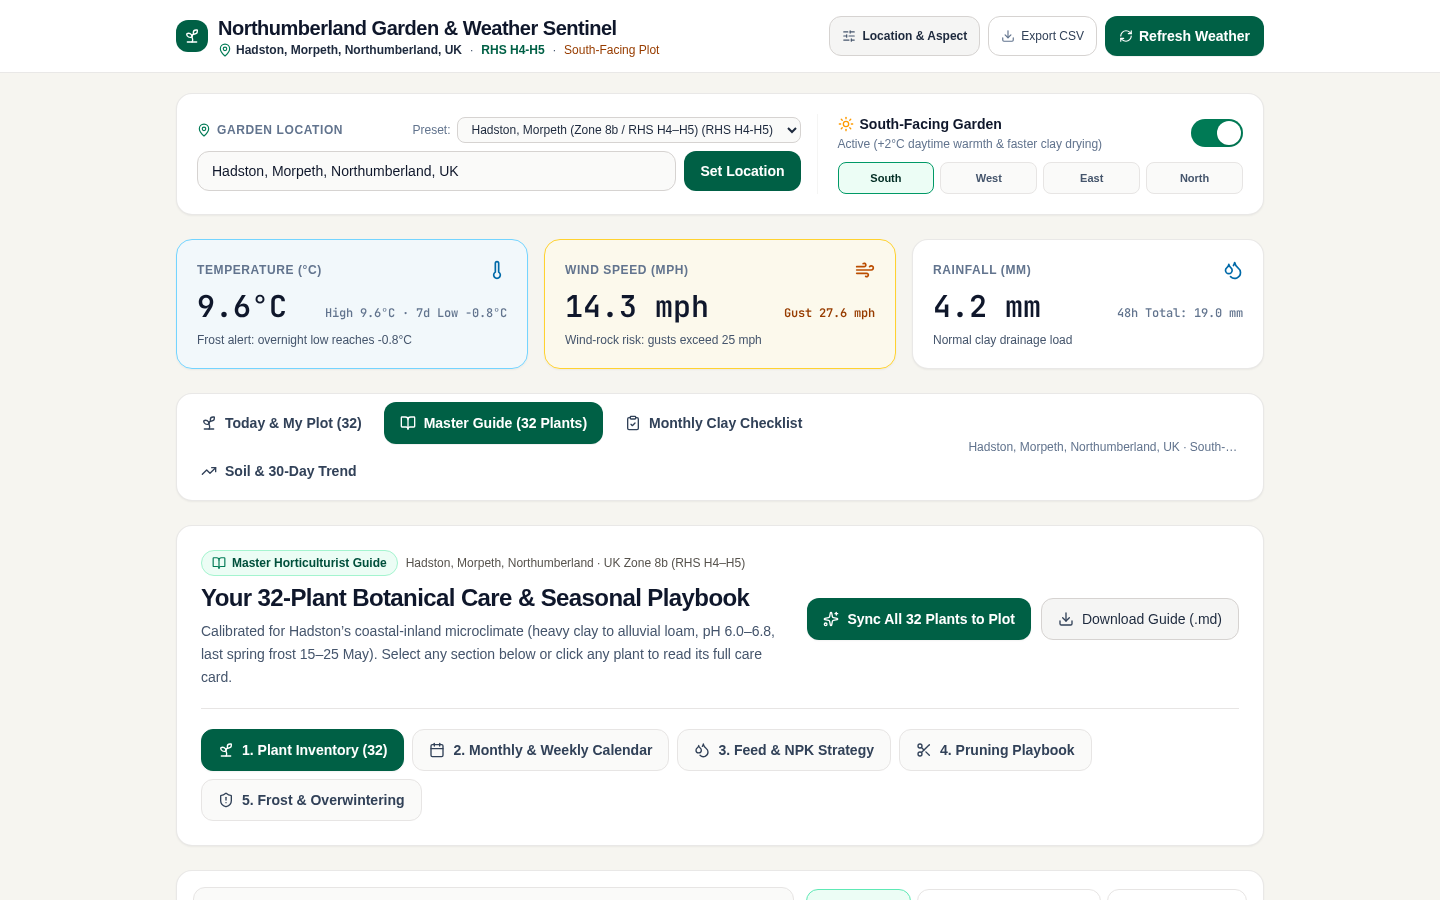 Northumberland Garden & Weather Sentinel
Hadston, Morpeth, Northumberland, UK · RHS H4-H5 · South-Facing Plot
Location & Aspect
Export CSV
Refresh Weather
GARDEN LOCATION
Preset:
Hadston, Morpeth (Zone 8b / RHS H4–H5) (RHS H4-H5)
Hadston, Morpeth, Northumberland, UK
Set Location
South-Facing Garden
Active (+2°C daytime warmth & faster clay drying)
South
West
East
North
TEMPERATURE (°C)
9.6°C
High 9.6°C · 7d Low -0.8°C
Frost alert: overnight low reaches -0.8°C
WIND SPEED (MPH)
14.3 mph
Gust 27.6 mph
Wind-rock risk: gusts exceed 25 mph
RAINFALL (MM)
4.2 mm
48h Total: 19.0 mm
Normal clay drainage load
Today & My Plot (32)
Master Guide (32 Plants)
Monthly Clay Checklist
Soil & 30-Day Trend
Hadston, Morpeth, Northumberland, UK · South-…
Master Horticulturist Guide
Hadston, Morpeth, Northumberland · UK Zone 8b (RHS H4–H5)
Your 32-Plant Botanical Care & Seasonal Playbook
Calibrated for Hadston’s coastal-inland microclimate (heavy clay to alluvial loam, pH 6.0–6.8,
last spring frost 15–25 May). Select any section below or click any plant to read its full care
card.
Sync All 32 Plants to Plot
Download Guide (.md)
1. Plant Inventory (32)
2. Monthly & Weekly Calendar
3. Feed & NPK Strategy
4. Pruning Playbook
5. Frost & Overwintering